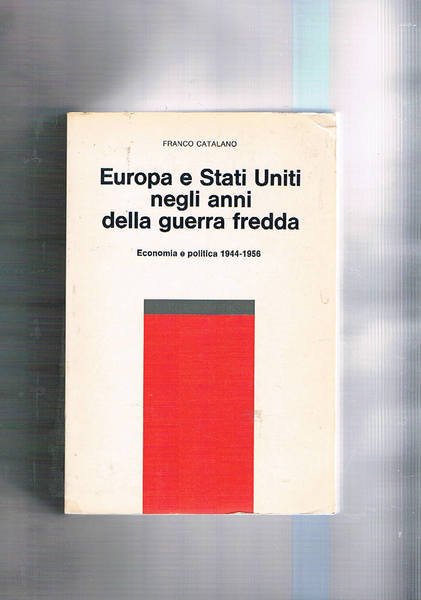 FRANCO CATALANO
Europa e Stati Uniti
negli anni
della guerra fredda
Economia e politica 1944-1956